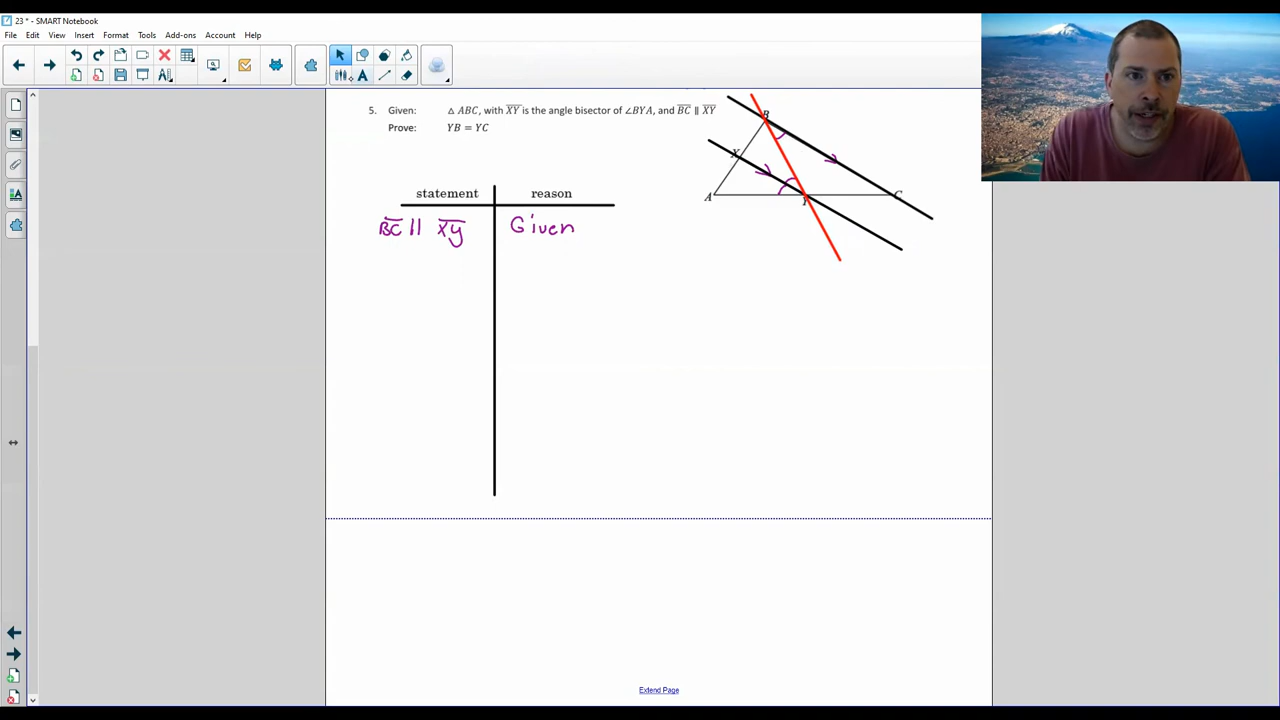 23 * - SMART Notebook
File Edit View Insert Format Tools Add-ons Account Help
5. Given: △ ABC, with XY is the angle bisector of ∠BYA, and BC ∥ XY
Prove: YB = YC
B
X
A
Y
C
statement reason
BC || XY Given
Extend Page